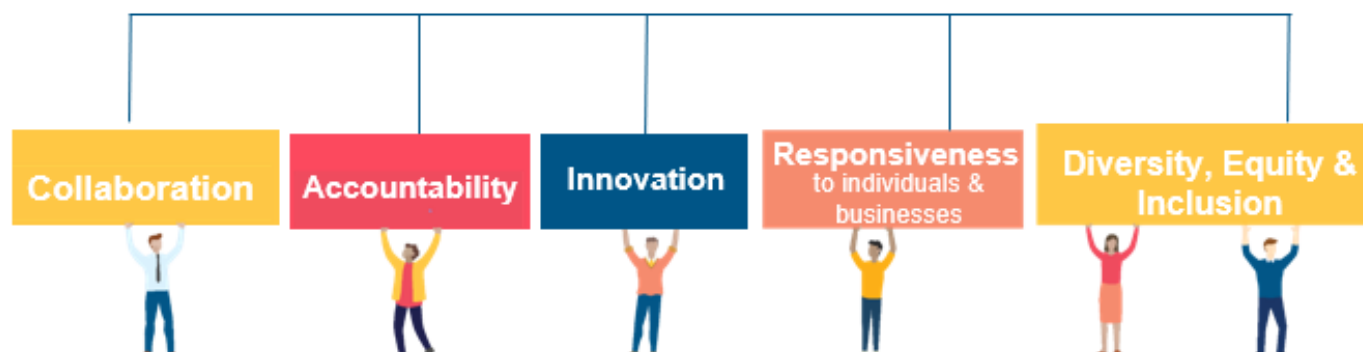 Collaboration
Accountability
Innovation
Responsiveness
to individuals &
businesses
Diversity, Equity &
Inclusion